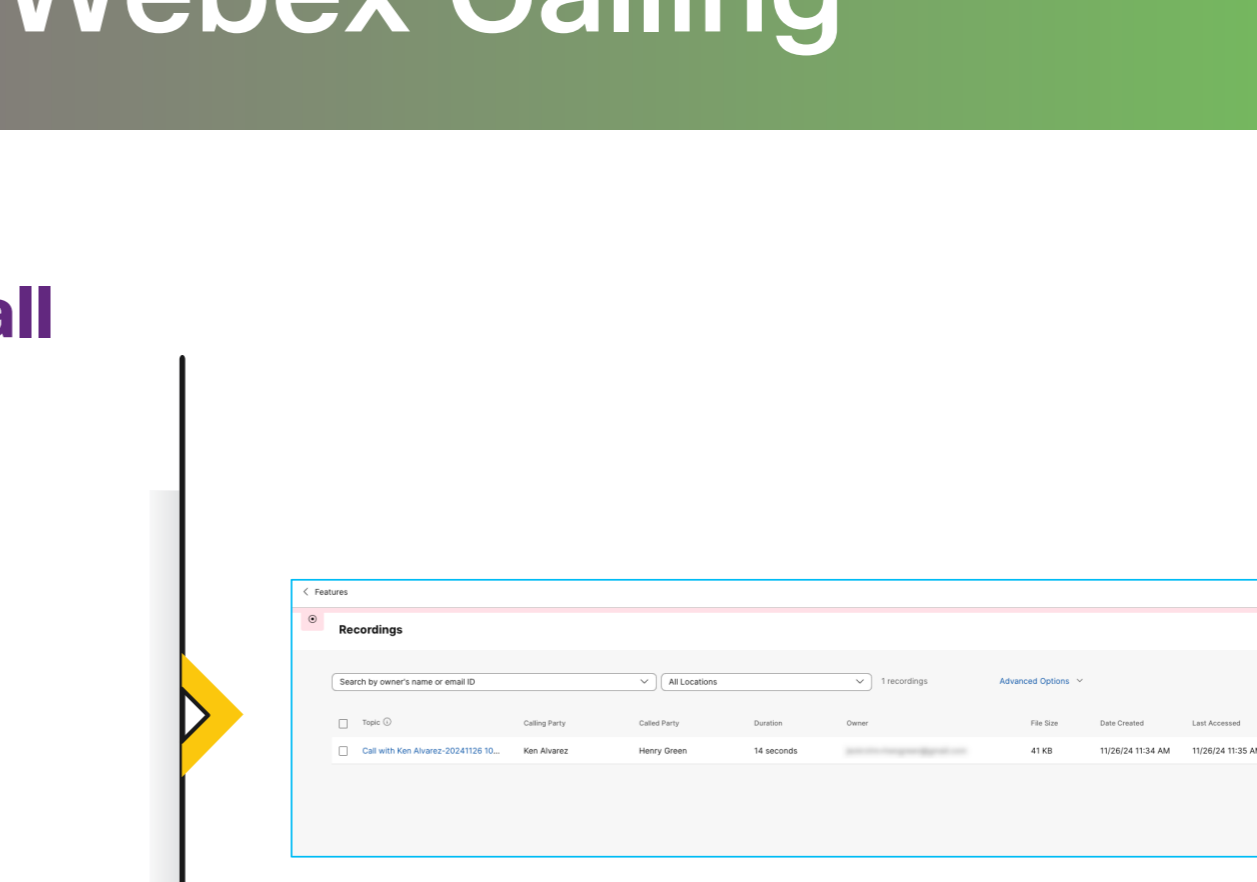 Webex Calling
all
Features
Recordings
Search by owner's name or email ID All Locations 1 recordings Advanced Options
Topic Calling Party Called Party Duration Owner File Size Date Created Last Accessed
Call with Ken Alvarez-20241126 10... Ken Alvarez Henry Green 14 seconds 41 KB 11/26/24 11:34 AM 11/26/24 11:35 AM